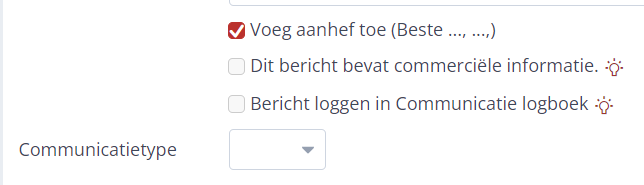 Voeg aanhef toe (Beste ..., ...,)
Dit bericht bevat commerciële informatie.
Bericht loggen in Communicatie logboek
Communicatietype